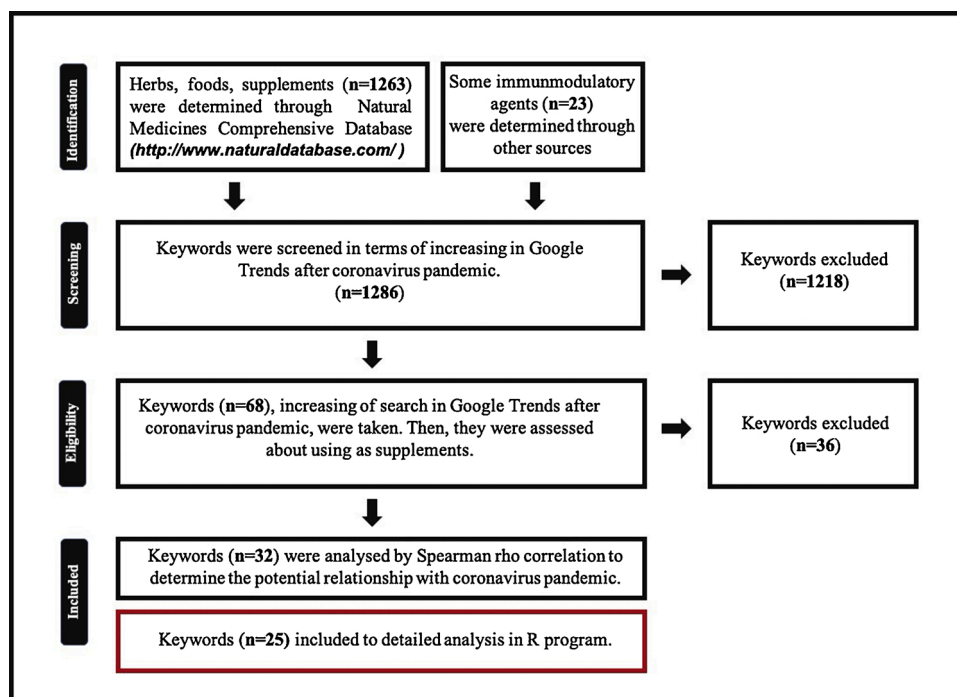 Identification
Herbs, foods, supplements (n=1263)
were determined through Natural
Medicines Comprehensive Database
(http://www.naturaldatabase.com/ )
Some immunmodulatory
agents (n=23)
were determined through
other sources
Screening
Keywords were screened in terms of increasing in Google
Trends after coronavirus pandemic.
(n=1286)
Keywords excluded
(n=1218)
Eligibility
Keywords (n=68), increasing of search in Google Trends after
coronavirus pandemic, were taken. Then, they were assessed
about using as supplements.
Keywords excluded
(n=36)
Included
Keywords (n=32) were analysed by Spearman rho correlation to
determine the potential relationship with coronavirus pandemic.
Keywords (n=25) included to detailed analysis in R program.